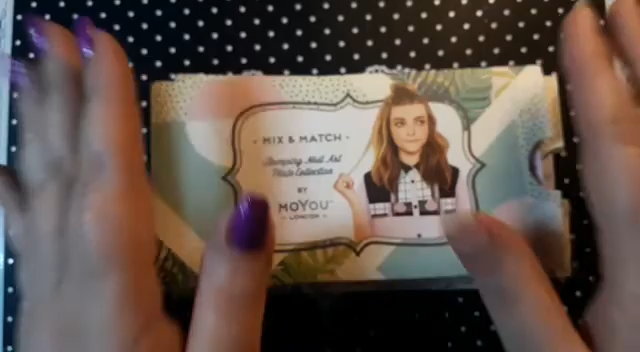 - MIX & MATCH -
Stamping Nail Art
Plate Collection
BY
MOYOU
- LONDON -